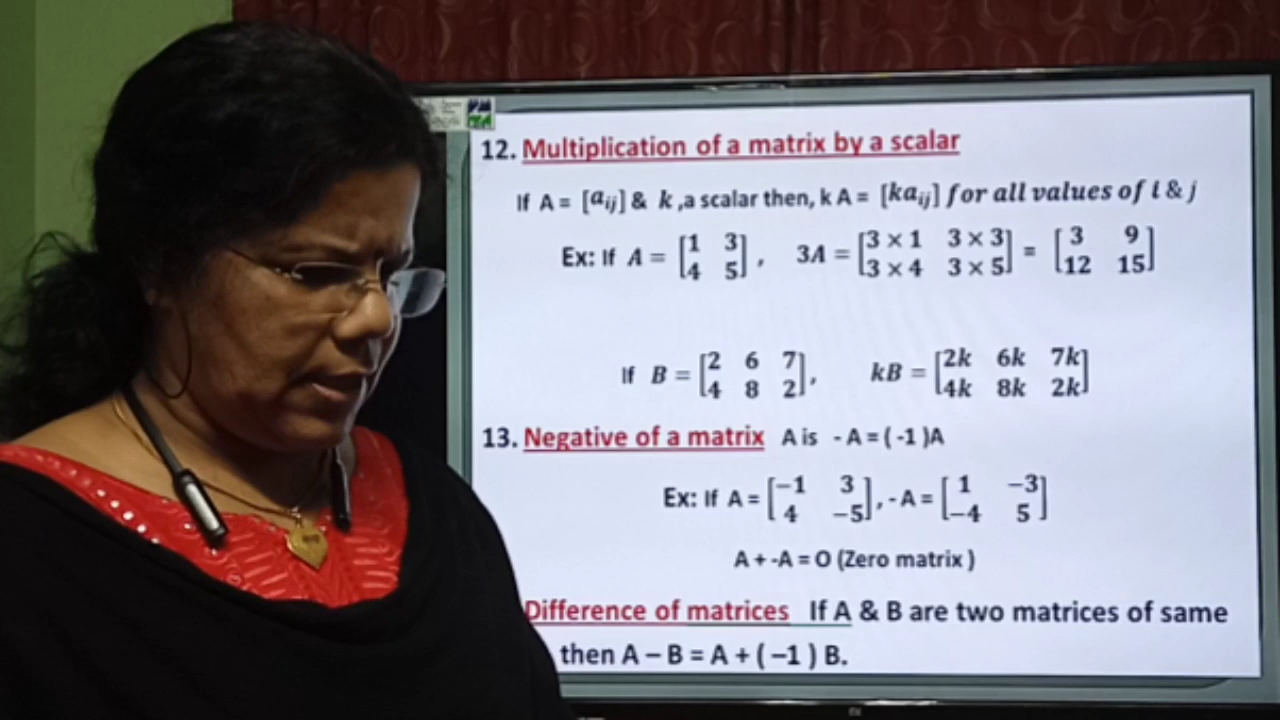 12. Multiplication of a matrix by a scalar
If A = [aᵢⱼ] & k ,a scalar then, k A = [kaᵢⱼ] for all values of i & j
Ex: If A = [1 3; 4 5], 3A = [3 × 1 3 × 3; 3 × 4 3 × 5] = [3 9; 12 15]
If B = [2 6 7; 4 8 2], kB = [2k 6k 7k; 4k 8k 2k]
13. Negative of a matrix A is - A = ( -1 )A
Ex: If A = [−1 3; 4 −5], - A = [1 −3; −4 5]
A + -A = O (Zero matrix )
Difference of matrices If A & B are two matrices of same
then A − B = A + ( −1 ) B.